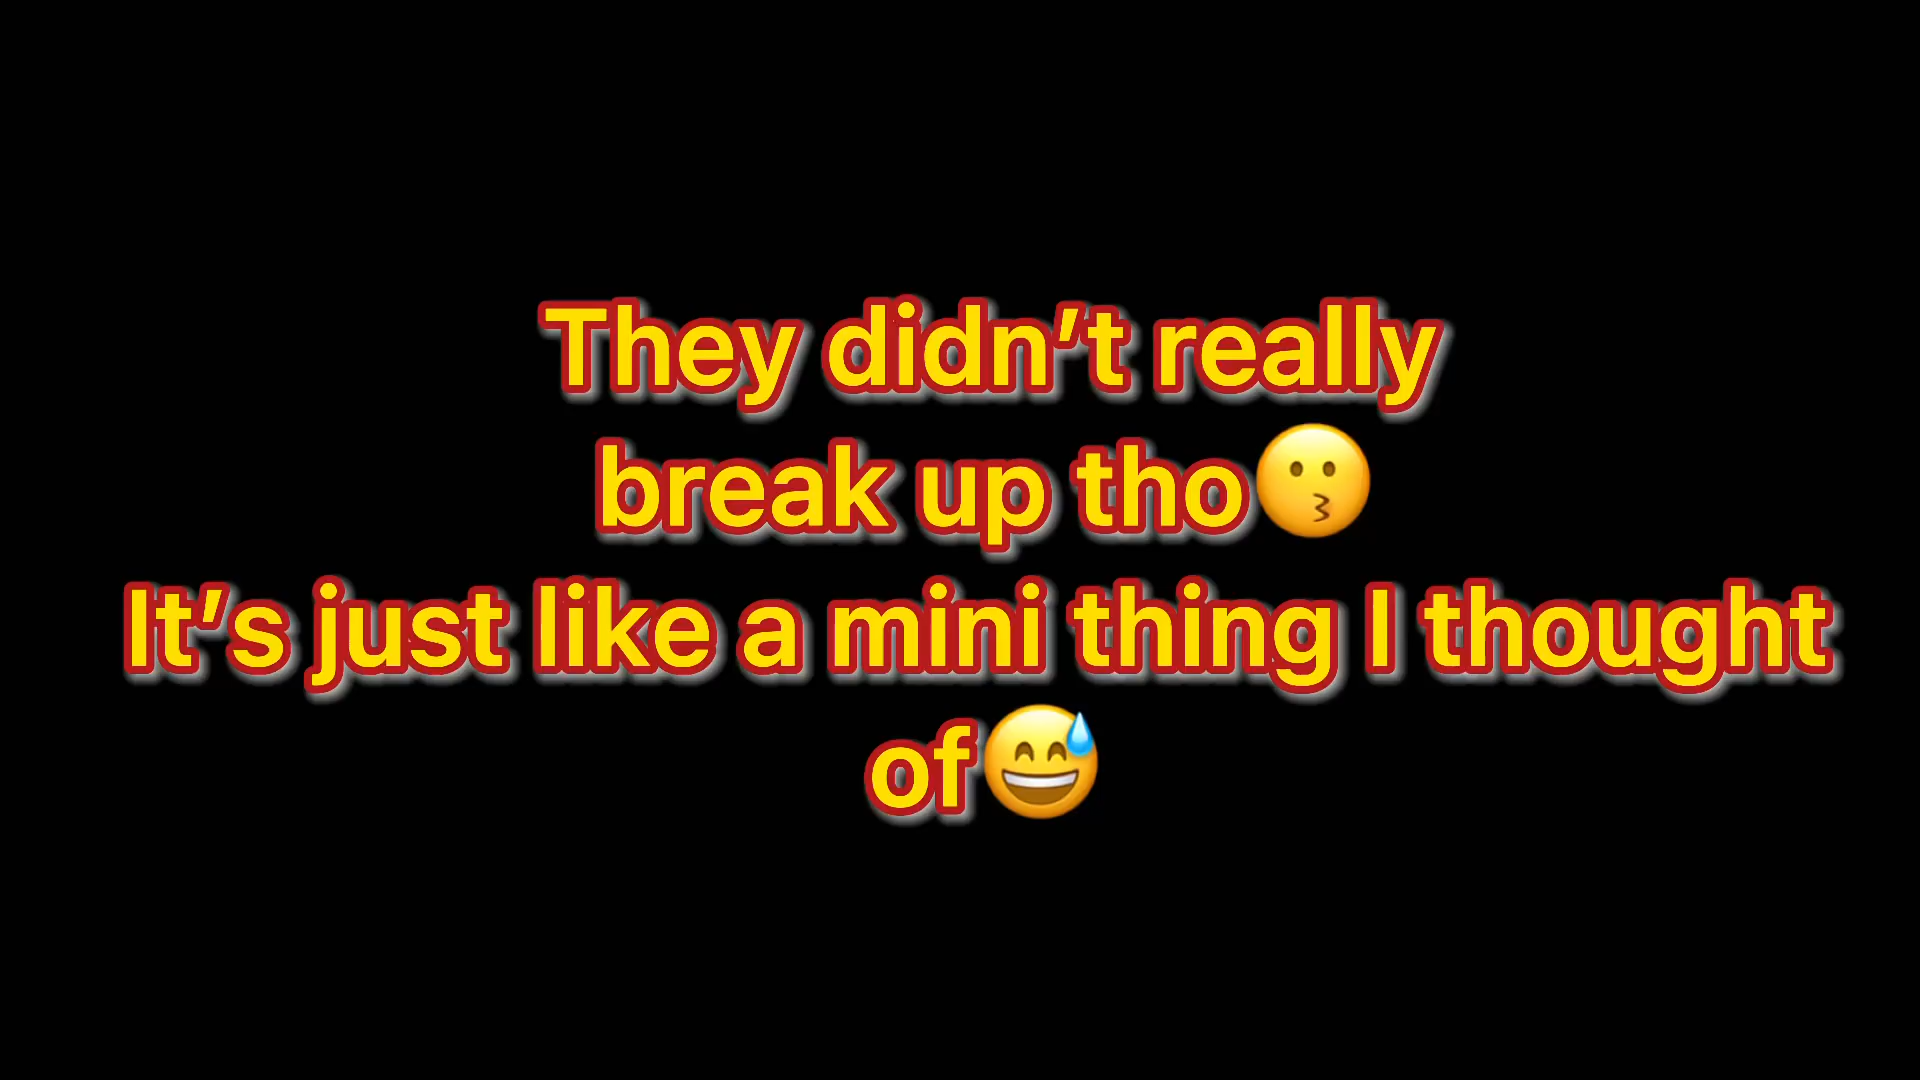 They didn’t really
break up tho😗
It’s just like a mini thing I thought
of😅